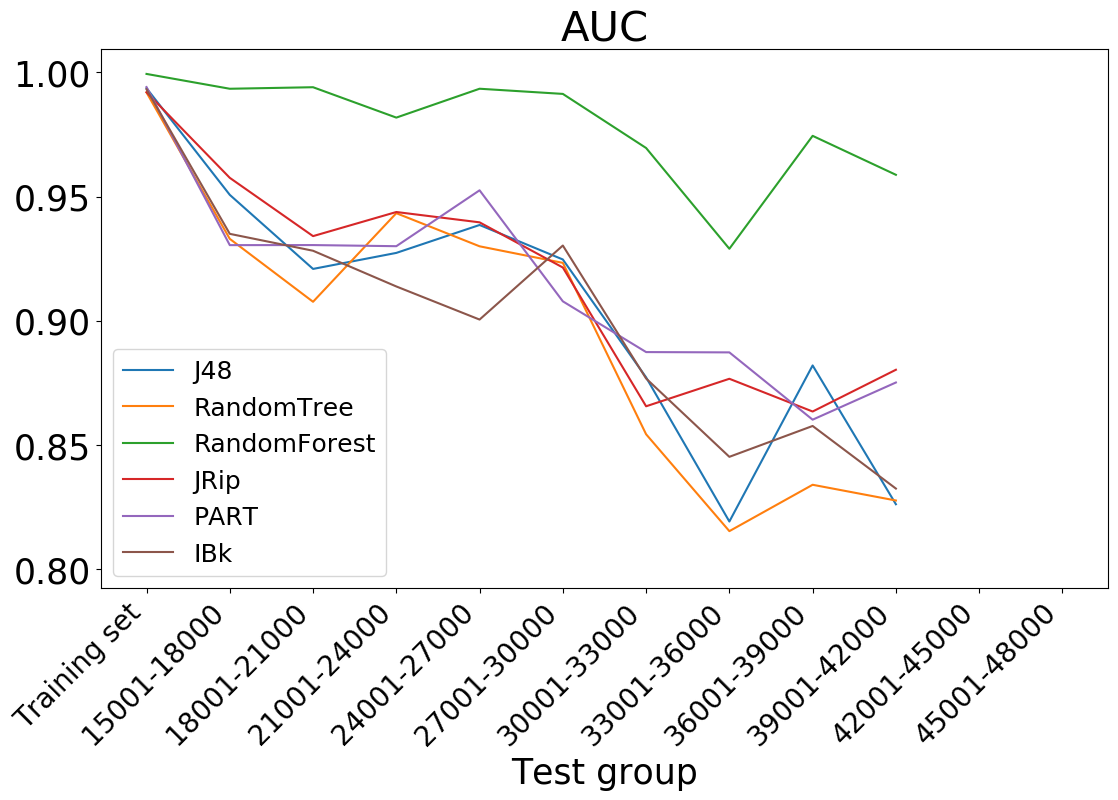 AUC
1.00
0.95
0.90
0.85
0.80
J48
RandomTree
RandomForest
JRip
PART
IBk
Training set
15001-18000
18001-21000
21001-24000
24001-27000
27001-30000
30001-33000
33001-36000
36001-39000
39001-42000
42001-45000
45001-48000
Test group